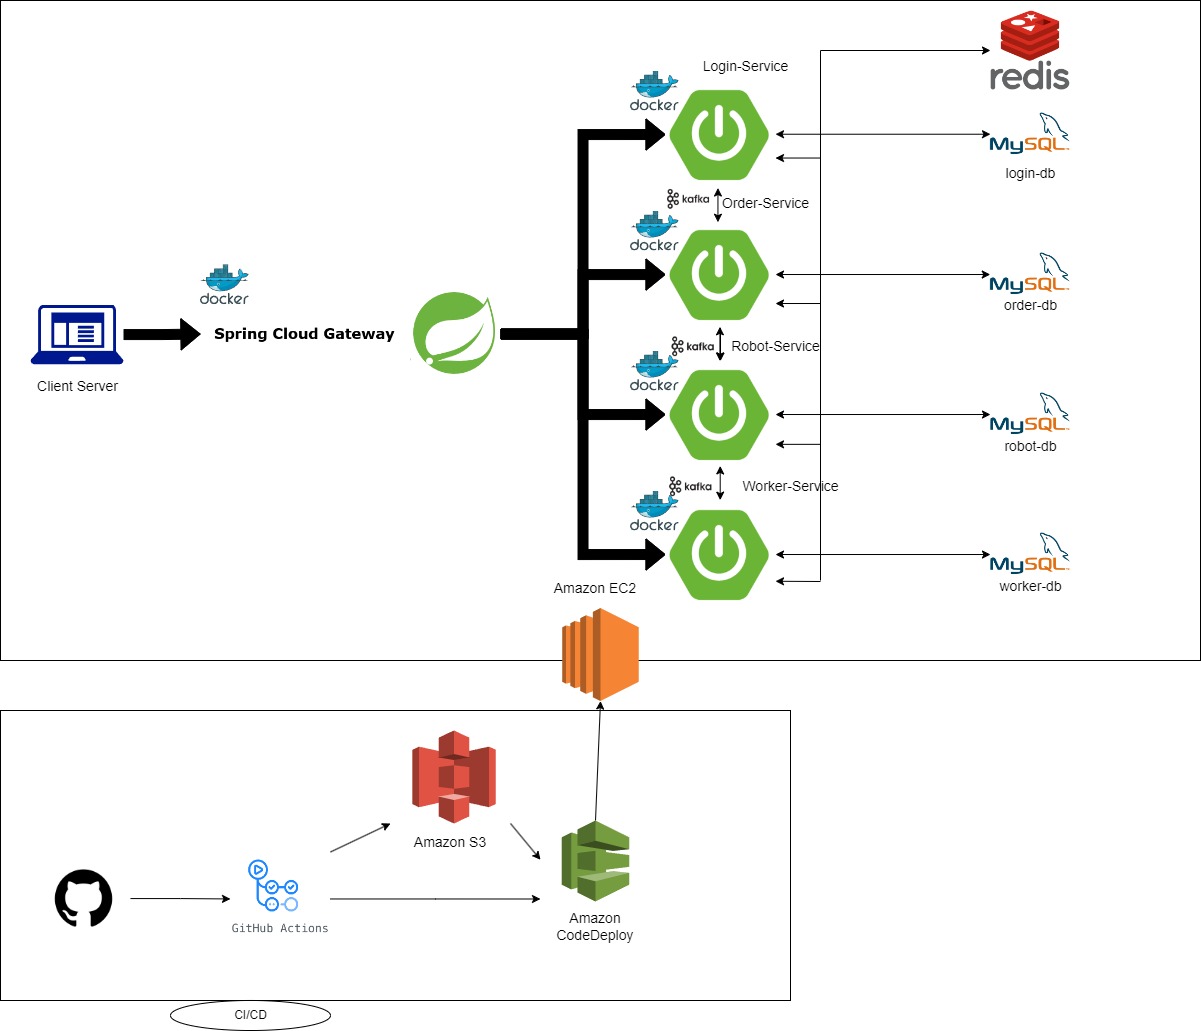 redis
Login-Service
docker
MySQL
login-db
kafka
Order-Service
docker
MySQL
order-db
docker
Spring Cloud Gateway
Client Server
kafka
Robot-Service
docker
MySQL
robot-db
kafka
Worker-Service
docker
MySQL
worker-db
Amazon EC2
Amazon S3
GitHub Actions
Amazon
CodeDeploy
CI/CD